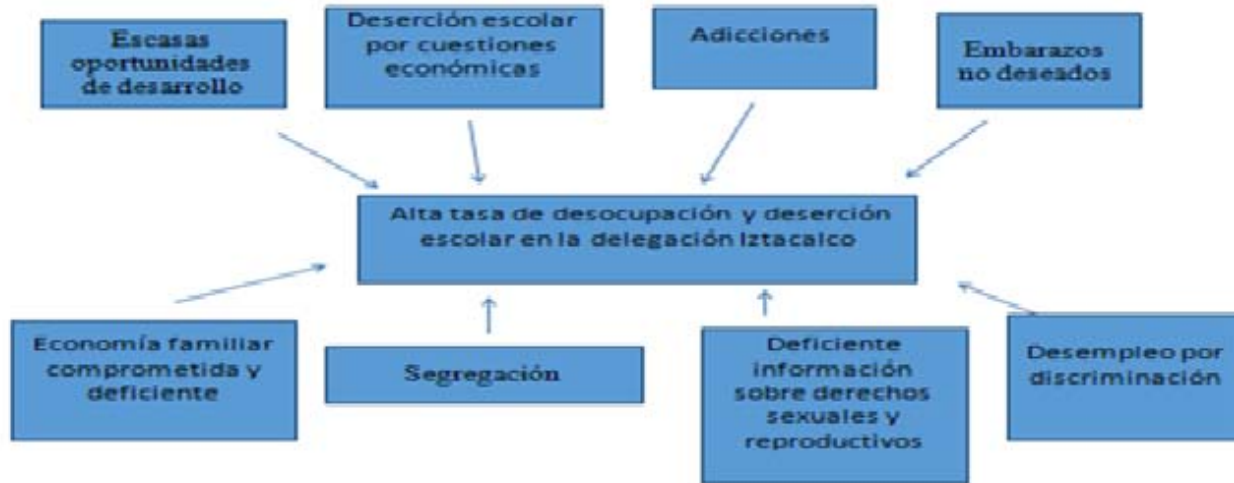 Escasas
oportunidades
de desarrollo
Deserción escolar
por cuestiones
económicas
Adicciones
Embarazos
no deseados
Alta tasa de desocupación y deserción
escolar en la delegación Iztacalco
Economía familiar
comprometida y
deficiente
Segregación
Deficiente
información
sobre derechos
sexuales y
reproductivos
Desempleo por
discriminación